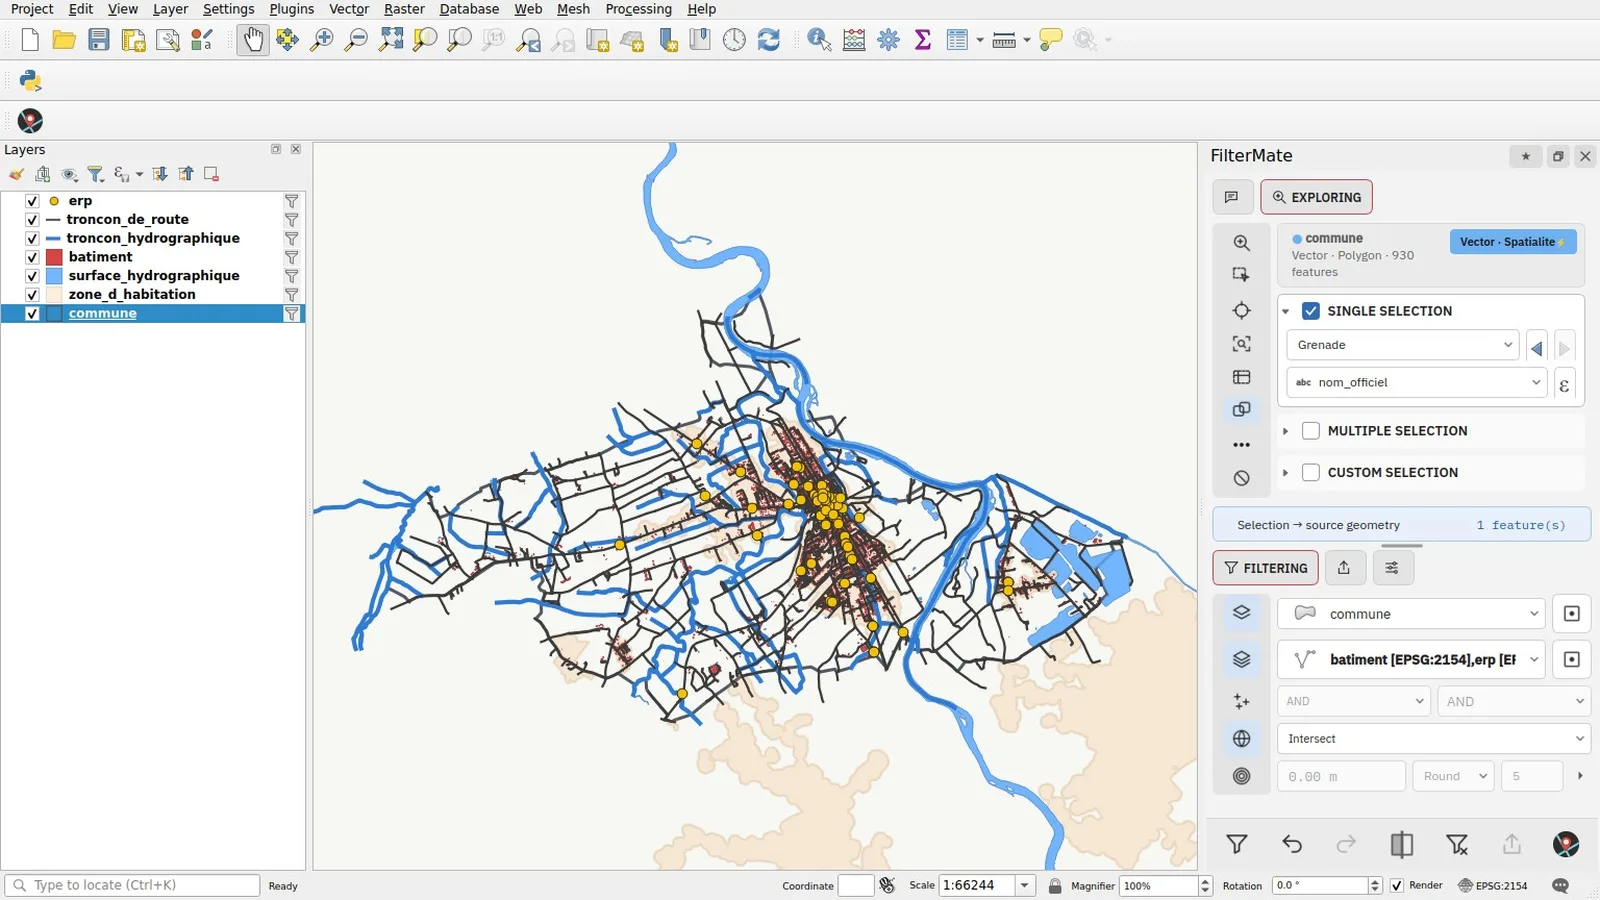 Project Edit View Layer Settings Plugins Vector Raster Database Web Mesh Processing Help
Layers
erp
troncon_de_route
troncon_hydrographique
batiment
surface_hydrographique
zone_d_habitation
commune
FilterMate
EXPLORING
commune
Vector · Polygon · 930
features
Vector · Spatialite
SINGLE SELECTION
Grenade
abc nom_officiel
ε
MULTIPLE SELECTION
CUSTOM SELECTION
Selection → source geometry 1 feature(s)
FILTERING
commune
batiment [EPSG:2154],erp [EP
AND AND
Intersect
0.00 m Round 5
Type to locate (Ctrl+K) Ready Coordinate Scale 1:66244 Magnifier 100% Rotation 0.0 ° Render EPSG:2154